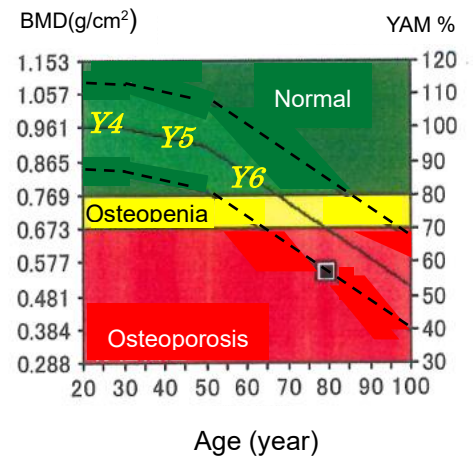 BMD(g/cm²) YAM %
1.153 120
1.057 110
0.961 100
0.865 90
0.769 80
0.673 70
0.577 60
0.481 50
0.384 40
0.288 30
Normal
Y4 Y5 Y6
Osteopenia
Osteoporosis
20 30 40 50 60 70 80 90 100
Age (year)